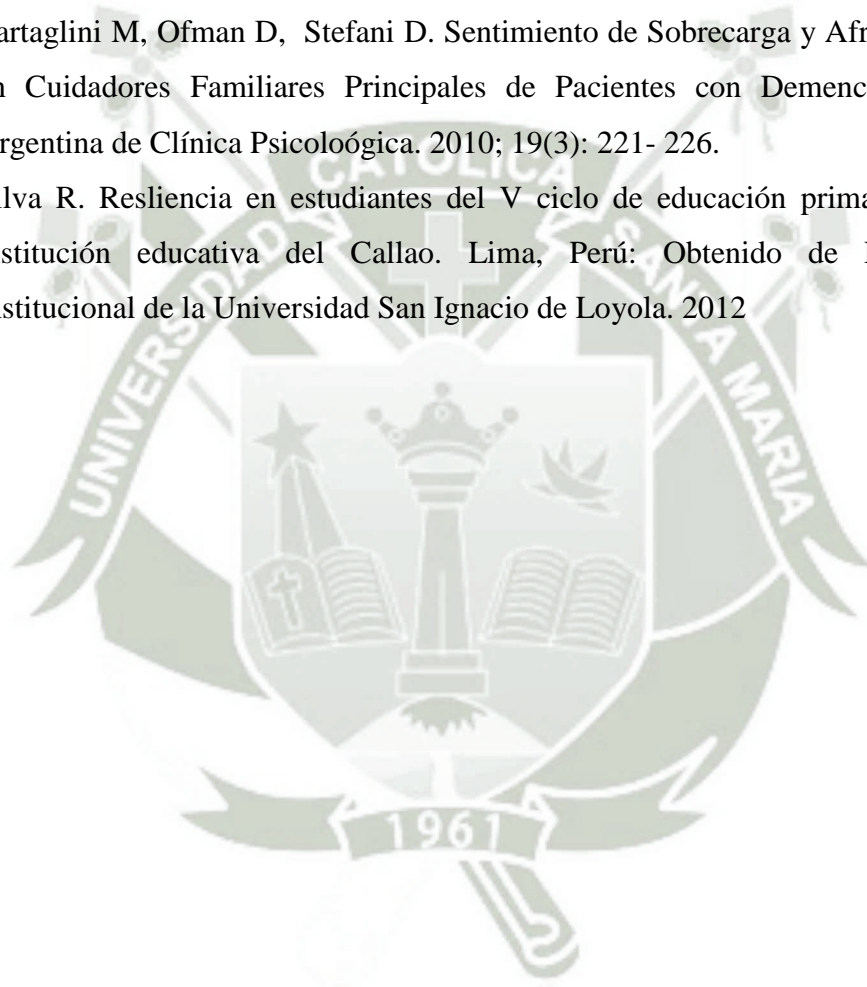 artaglini M, Ofman D, Stefani D. Sentimiento de Sobrecarga y Afr
n Cuidadores Familiares Principales de Pacientes con Demenc
rgentina de Clínica Psicoloógica. 2010; 19(3): 221- 226.
lva R. Resliencia en estudiantes del V ciclo de educación prima
stitución educativa del Callao. Lima, Perú: Obtenido de
stitucional de la Universidad San Ignacio de Loyola. 2012
UNIVERSIDAD CATOLICA SANTA MARIA
1961